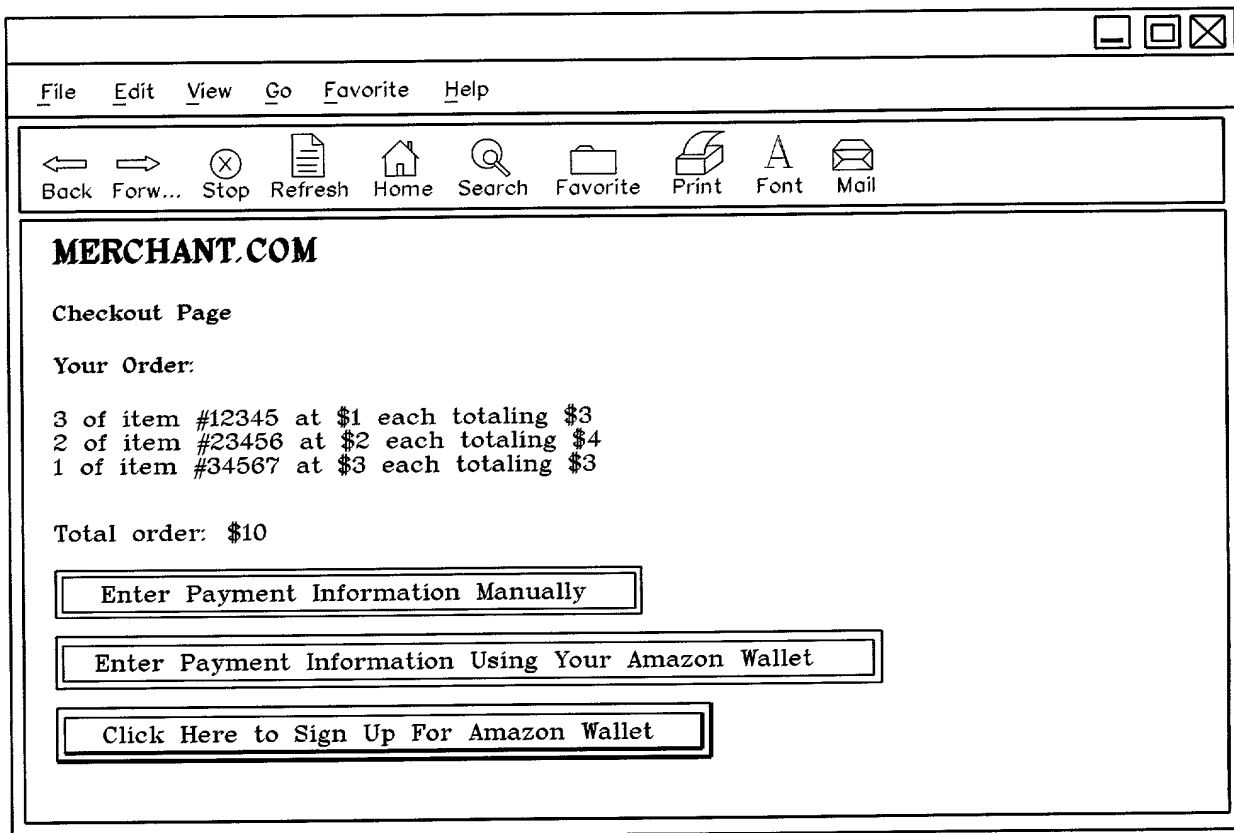 File Edit View Go Favorite Help
Back Forw... Stop Refresh Home Search Favorite Print Font Mail
MERCHANT.COM
Checkout Page
Your Order:
3 of item #12345 at $1 each totaling $3
2 of item #23456 at $2 each totaling $4
1 of item #34567 at $3 each totaling $3
Total order: $10
Enter Payment Information Manually
Enter Payment Information Using Your Amazon Wallet
Click Here to Sign Up For Amazon Wallet